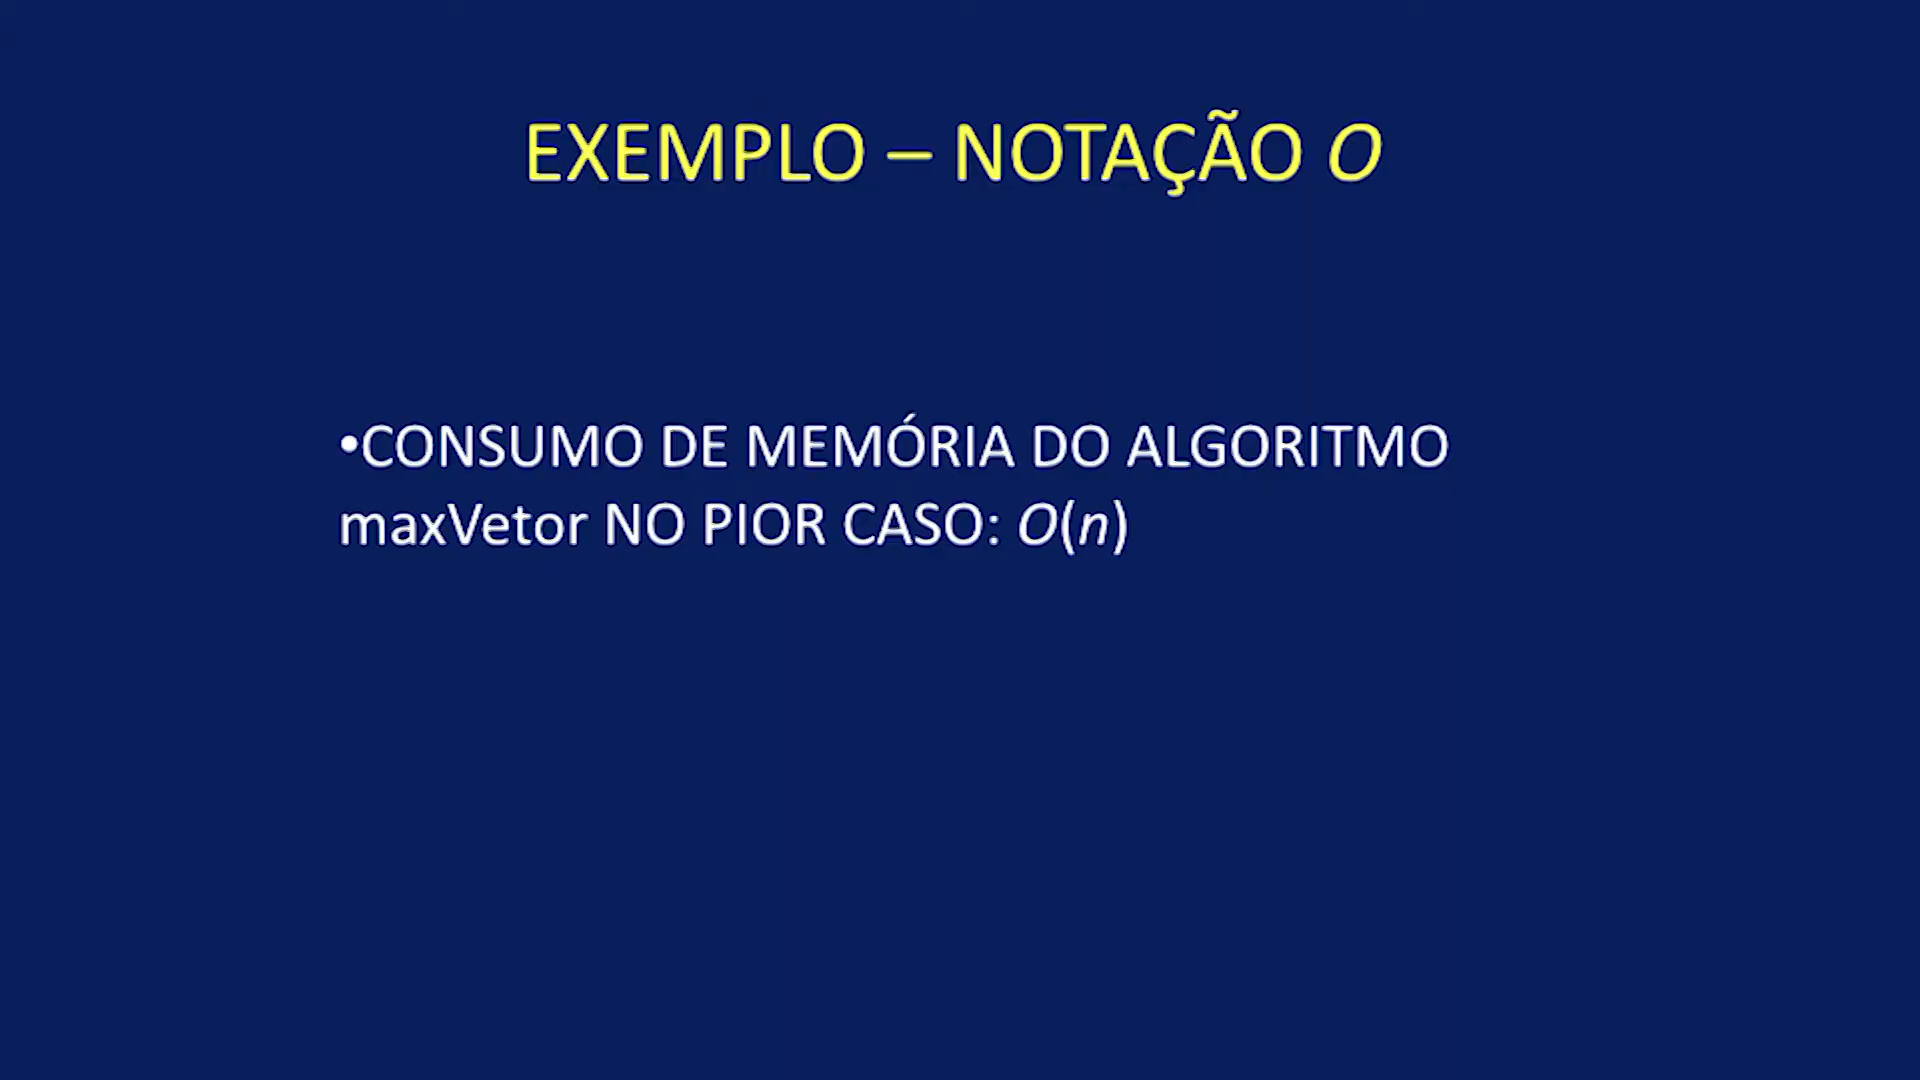 EXEMPLO – NOTAÇÃO O
•CONSUMO DE MEMÓRIA DO ALGORITMO
maxVetor NO PIOR CASO: O(n)